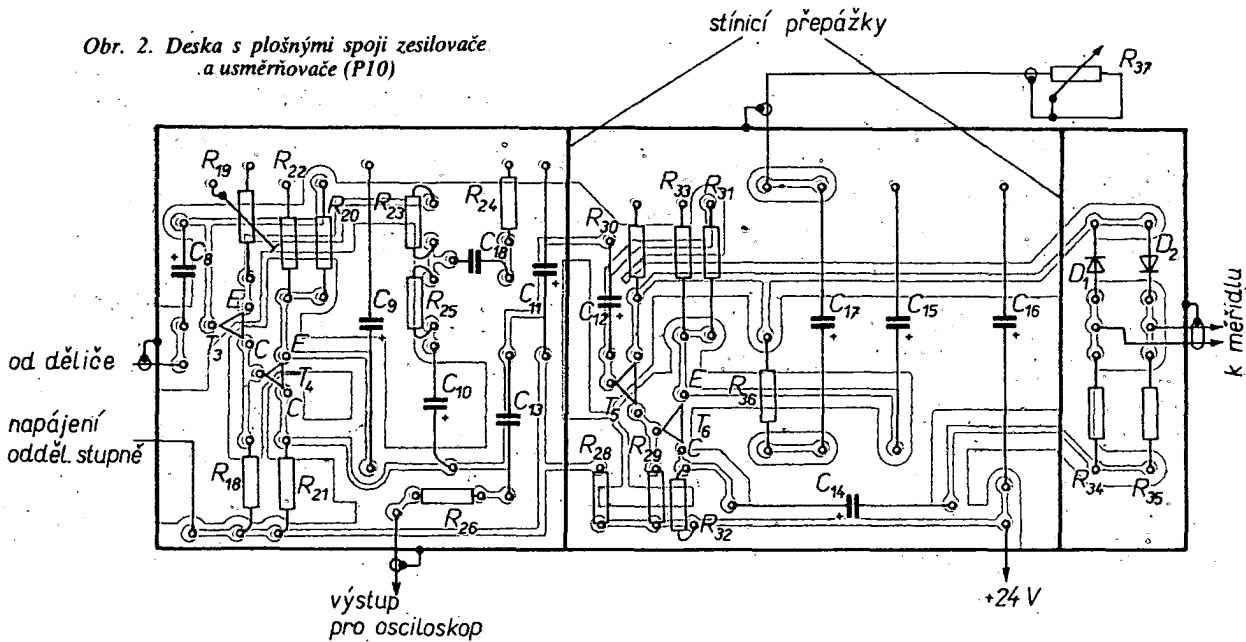 Obr. 2. Deska s plošnými spoji zesilovače
a usměrňovače (P10)
stínicí přepážky
R37
R19
R22
R20
R23
R24
C18
C8
E
T3
C
E
T4
C
C9
R25
C10
C11
C13
R18
R21
R26
R30
R33
R31
C12
T5
E
T6
C
R28
R29
R32
R36
C17
C15
C16
C14
D1
D2
R34
R35
od děliče
napájení
odděl. stupně
výstup
pro osciloskop
+24 V
k měřidlu